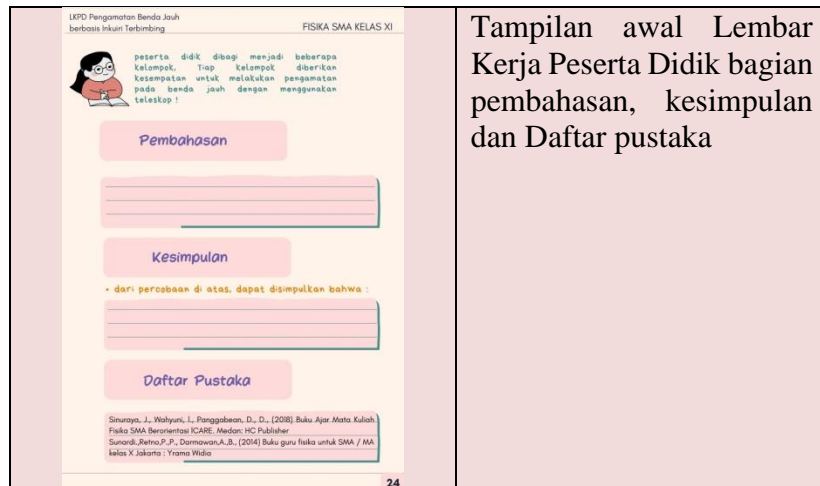 LKPD Pengamatan Benda Jauh
berbasis Inkuiri Terbimbing
FISIKA SMA KELAS XI
peserta didik dibagi menjadi beberapa
kelompok. Tiap kelompok diberikan
kesempatan untuk melakukan pengamatan
pada benda jauh dengan menggunakan
teleskop !
Pembahasan
Kesimpulan
• dari percobaan di atas, dapat disimpulkan bahwa :
Daftar Pustaka
Sinuraya, J., Wahyuni, I., Panggabean, D., D., (2018). Buku Ajar Mata Kuliah
Fisika SMA Berorientasi ICARE. Medan: HC Publisher
Sunardi.,Retno,P.,P., Darmawan,A.,B., (2014) Buku guru fisika untuk SMA / MA
kelas X Jakarta : Yrama Widia
24
Tampilan awal Lembar
Kerja Peserta Didik bagian
pembahasan, kesimpulan
dan Daftar pustaka